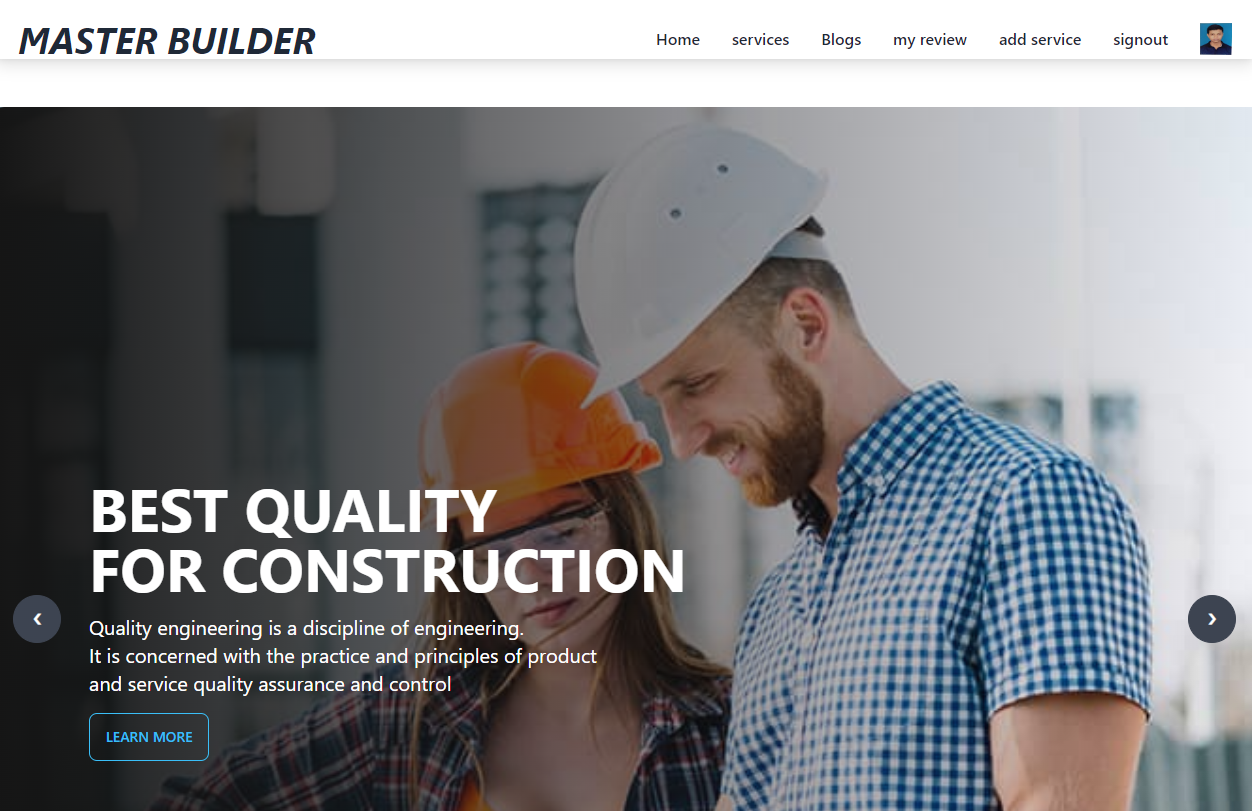 MASTER BUILDER
Home services Blogs my review add service signout
BEST QUALITY
FOR CONSTRUCTION
Quality engineering is a discipline of engineering.
It is concerned with the practice and principles of product
and service quality assurance and control
LEARN MORE